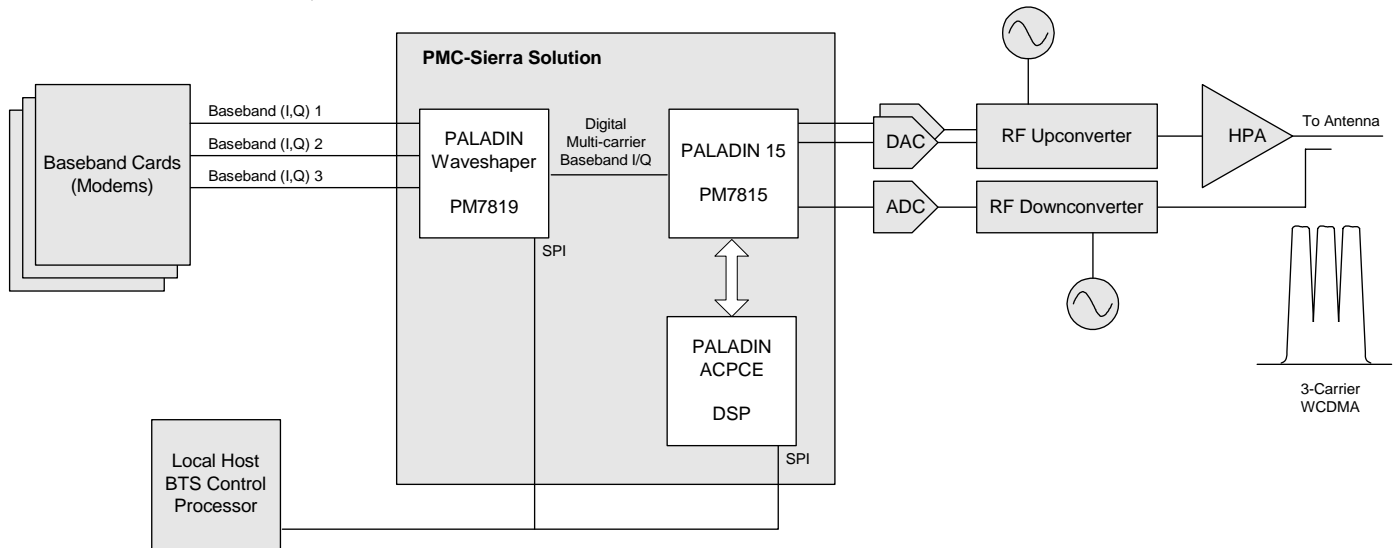 PMC-Sierra Solution
Baseband Cards
(Modems)
Baseband (I,Q) 1
Baseband (I,Q) 2
Baseband (I,Q) 3
PALADIN
Waveshaper
PM7819
SPI
Digital
Multi-carrier
Baseband I/Q
PALADIN 15
PM7815
DAC
ADC
RF Upconverter
RF Downconverter
HPA
To Antenna
PALADIN
ACPCE
DSP
SPI
3-Carrier
WCDMA
Local Host
BTS Control
Processor